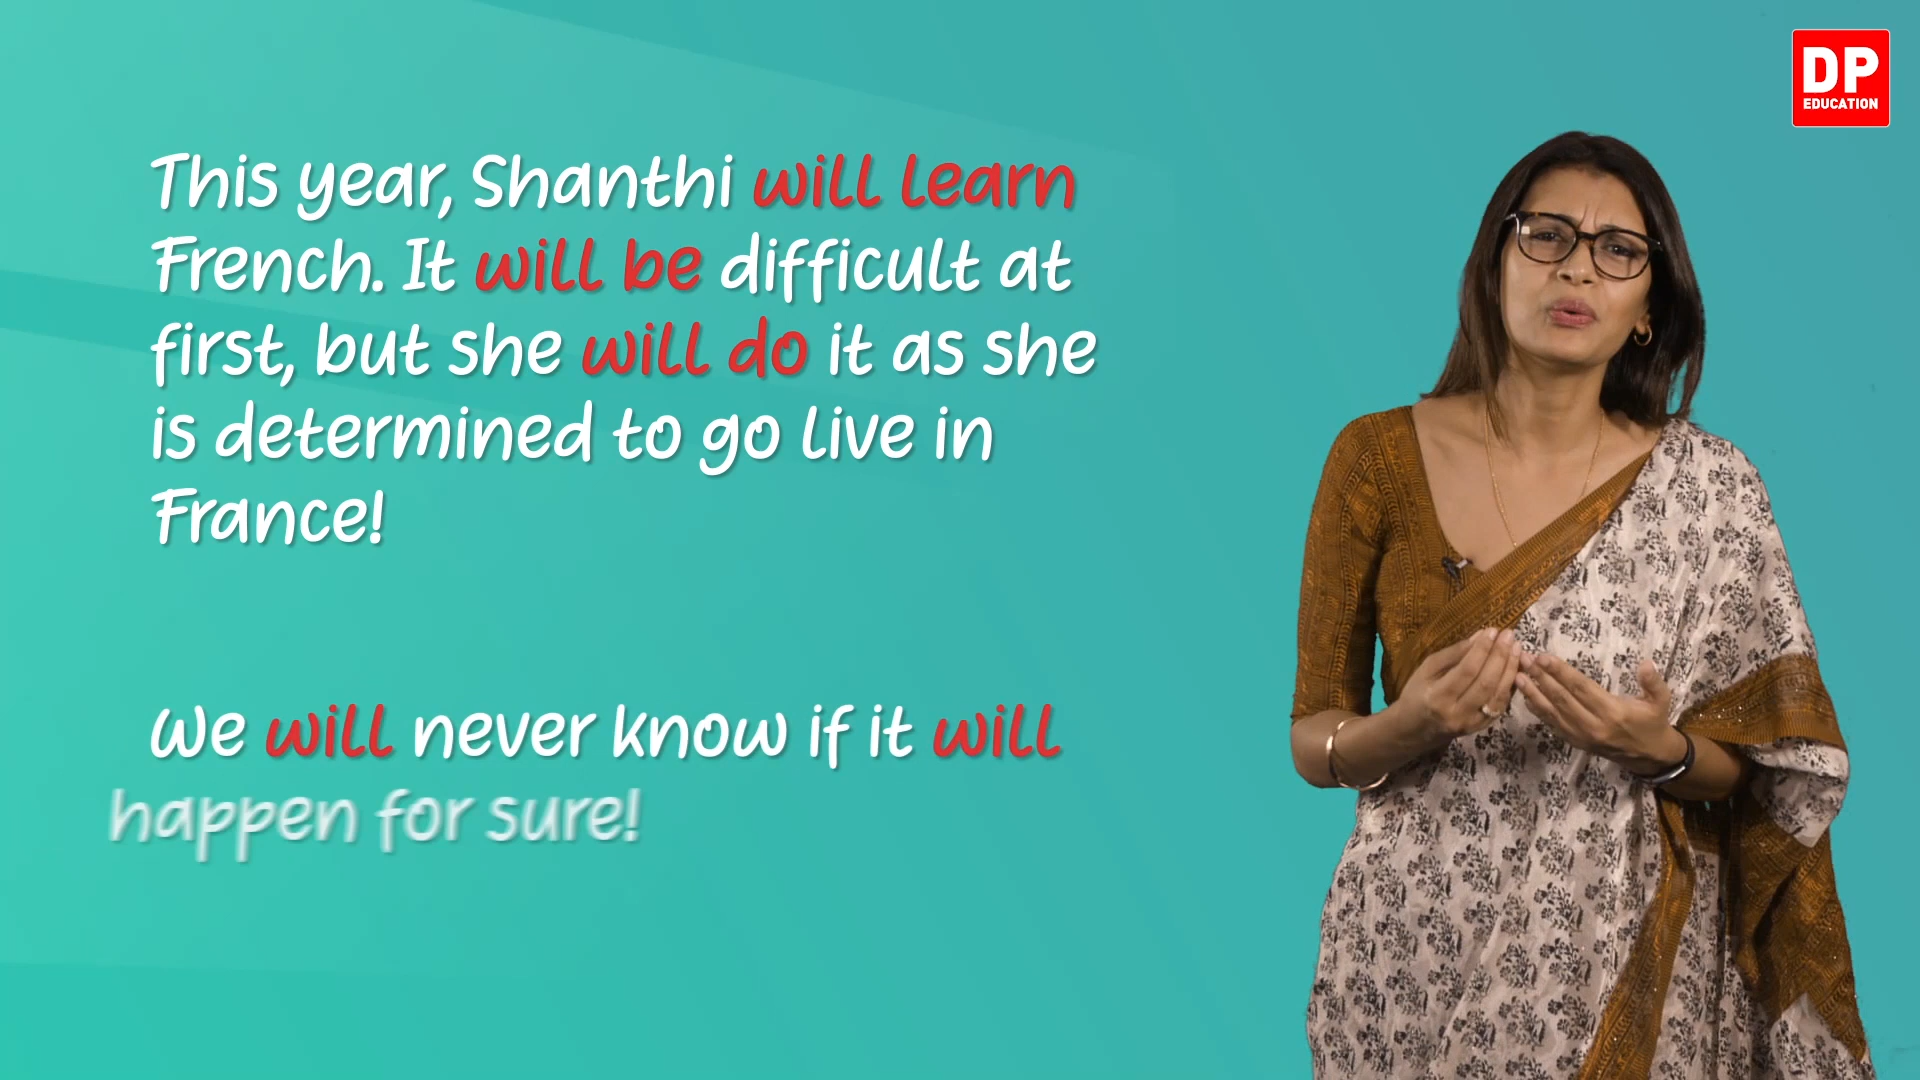 DP
EDUCATION
This year, Shanthi will learn
French. It will be difficult at
first, but she will do it as she
is determined to go live in
France!
We will never know if it will
happen for sure!